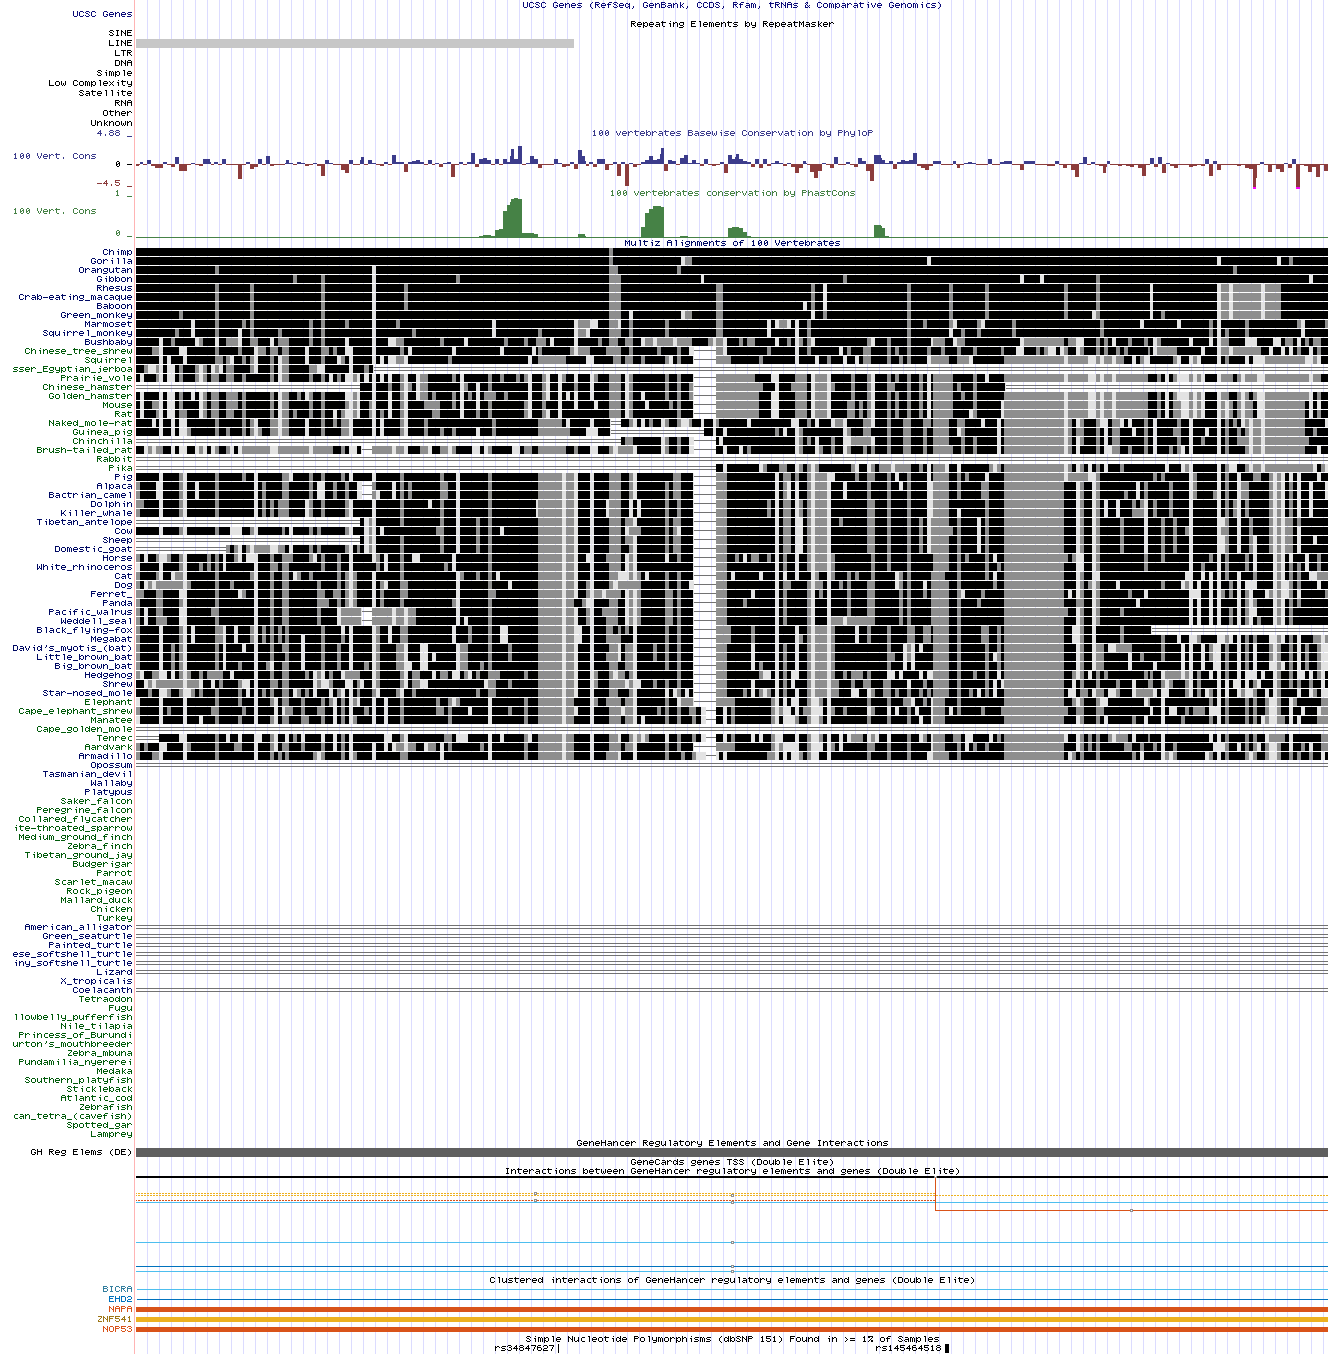 UCSC Genes (RefSeq, GenBank, CCDS, Rfam, tRNAs & Comparative Genomics)
UCSC Genes
Repeating Elements by RepeatMasker
SINE
LINE
LTR
DNA
Simple
Low Complexity
Satellite
RNA
Other
Unknown
100 vertebrates Basewise Conservation by PhyloP
4.88 _
100 Vert. Cons
0 _
-4.5 _
100 vertebrates conservation by PhastCons
1 _
100 Vert. Cons
0 _
Multiz Alignments of 100 Vertebrates
Chimp
Gorilla
Orangutan
Gibbon
Rhesus
Crab-eating_macaque
Baboon
Green_monkey
Marmoset
Squirrel_monkey
Bushbaby
Chinese_tree_shrew
Squirrel
sser_Egyptian_jerboa
Prairie_vole
Chinese_hamster
Golden_hamster
Mouse
Rat
Naked_mole-rat
Guinea_pig
Chinchilla
Brush-tailed_rat
Rabbit
Pika
Pig
Alpaca
Bactrian_camel
Dolphin
Killer_whale
Tibetan_antelope
Cow
Sheep
Domestic_goat
Horse
White_rhinoceros
Cat
Dog
Ferret_
Panda
Pacific_walrus
Weddell_seal
Black_flying-fox
Megabat
David's_myotis_(bat)
Little_brown_bat
Big_brown_bat
Hedgehog
Shrew
Star-nosed_mole
Elephant
Cape_elephant_shrew
Manatee
Cape_golden_mole
Tenrec
Aardvark
Armadillo
Opossum
Tasmanian_devil
Wallaby
Platypus
Saker_falcon
Peregrine_falcon
Collared_flycatcher
ite-throated_sparrow
Medium_ground_finch
Zebra_finch
Tibetan_ground_jay
Budgerigar
Parrot
Scarlet_macaw
Rock_pigeon
Mallard_duck
Chicken
Turkey
American_alligator
Green_seaturtle
Painted_turtle
ese_softshell_turtle
iny_softshell_turtle
Lizard
X_tropicalis
Coelacanth
Tetraodon
Fugu
llowbelly_pufferfish
Nile_tilapia
Princess_of_Burundi
urton's_mouthbreeder
Zebra_mbuna
Pundamilia_nyererei
Medaka
Southern_platyfish
Stickleback
Atlantic_cod
Zebrafish
can_tetra_(cavefish)
Spotted_gar
Lamprey
GeneHancer Regulatory Elements and Gene Interactions
GH Reg Elems (DE)
GeneCards genes TSS (Double Elite)
Interactions between GeneHancer regulatory elements and genes (Double Elite)
Clustered interactions of GeneHancer regulatory elements and genes (Double Elite)
BICRA
EHD2
NAPA
ZNF541
NOP53
Simple Nucleotide Polymorphisms (dbSNP 151) Found in >= 1% of Samples
rs34847627 rs145464518